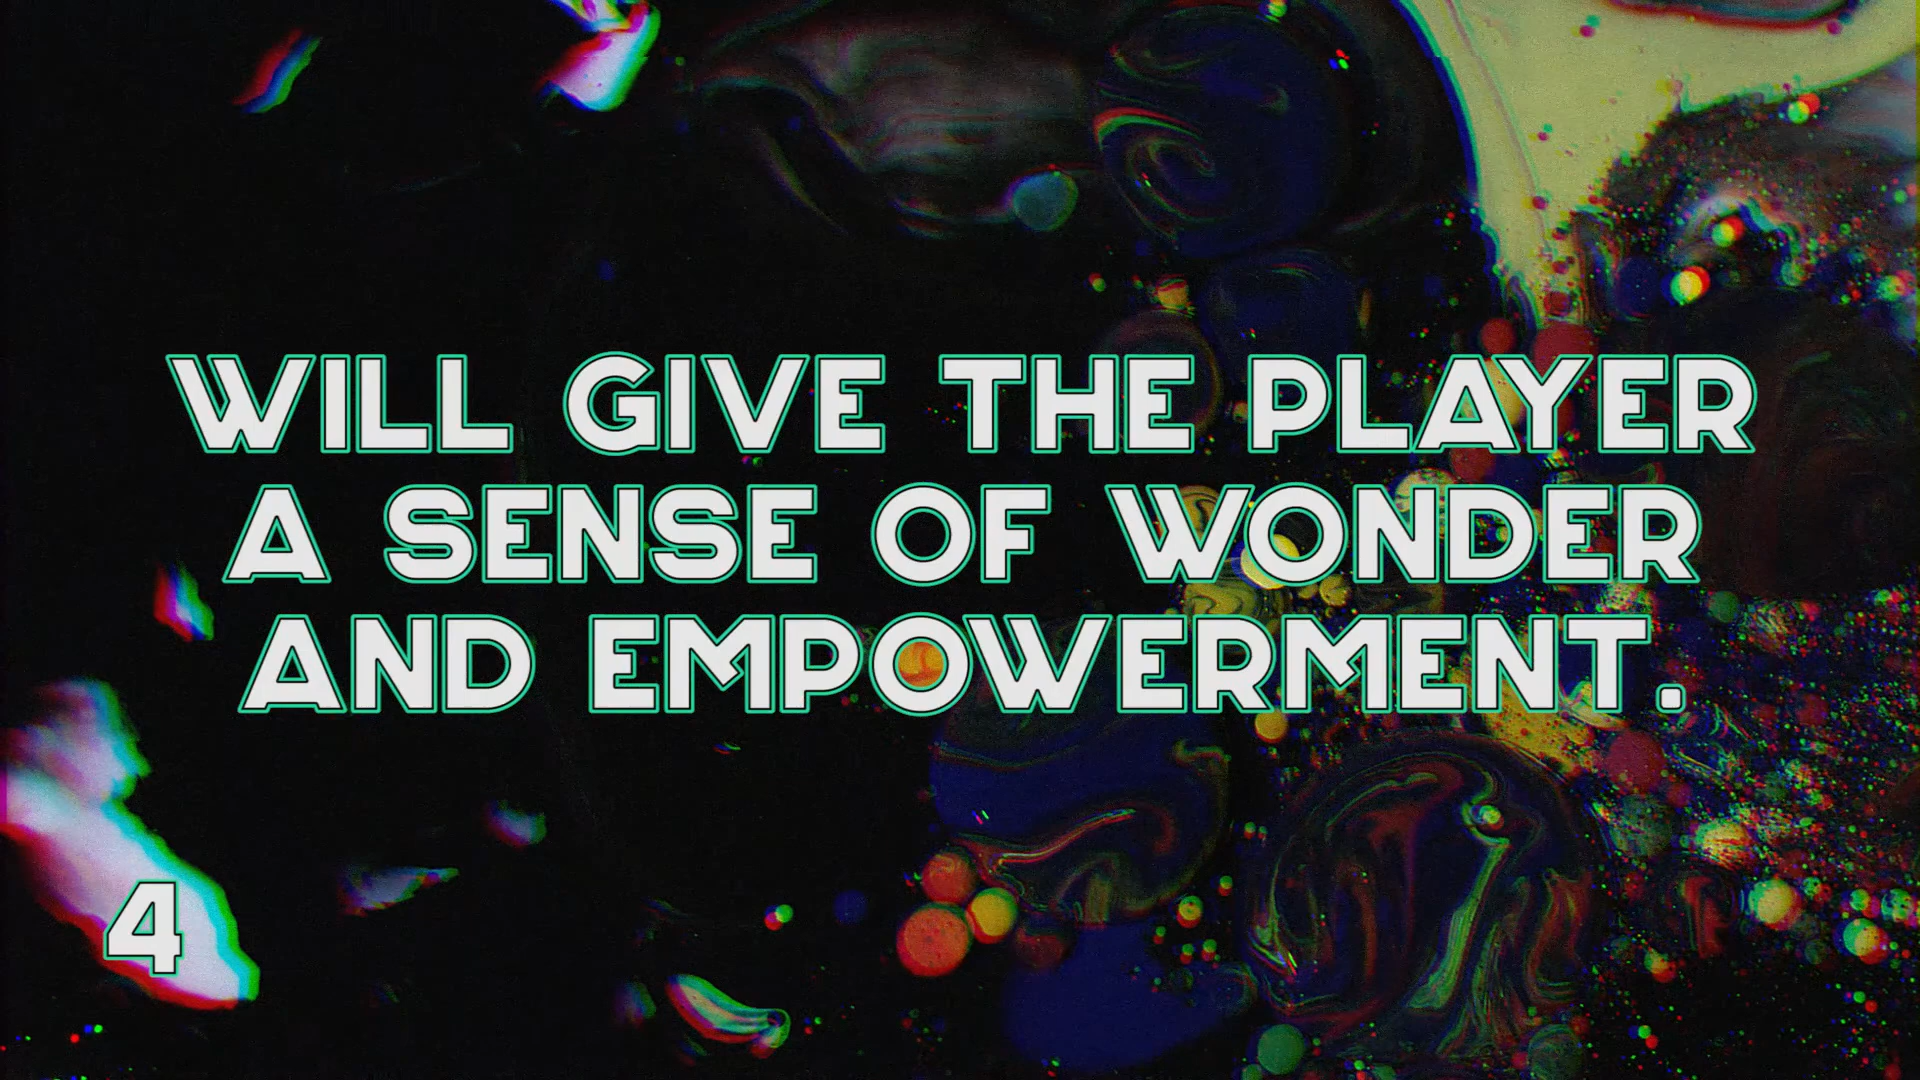 WILL GIVE THE PLAYER
A SENSE OF WONDER
AND EMPOWERMENT.
4